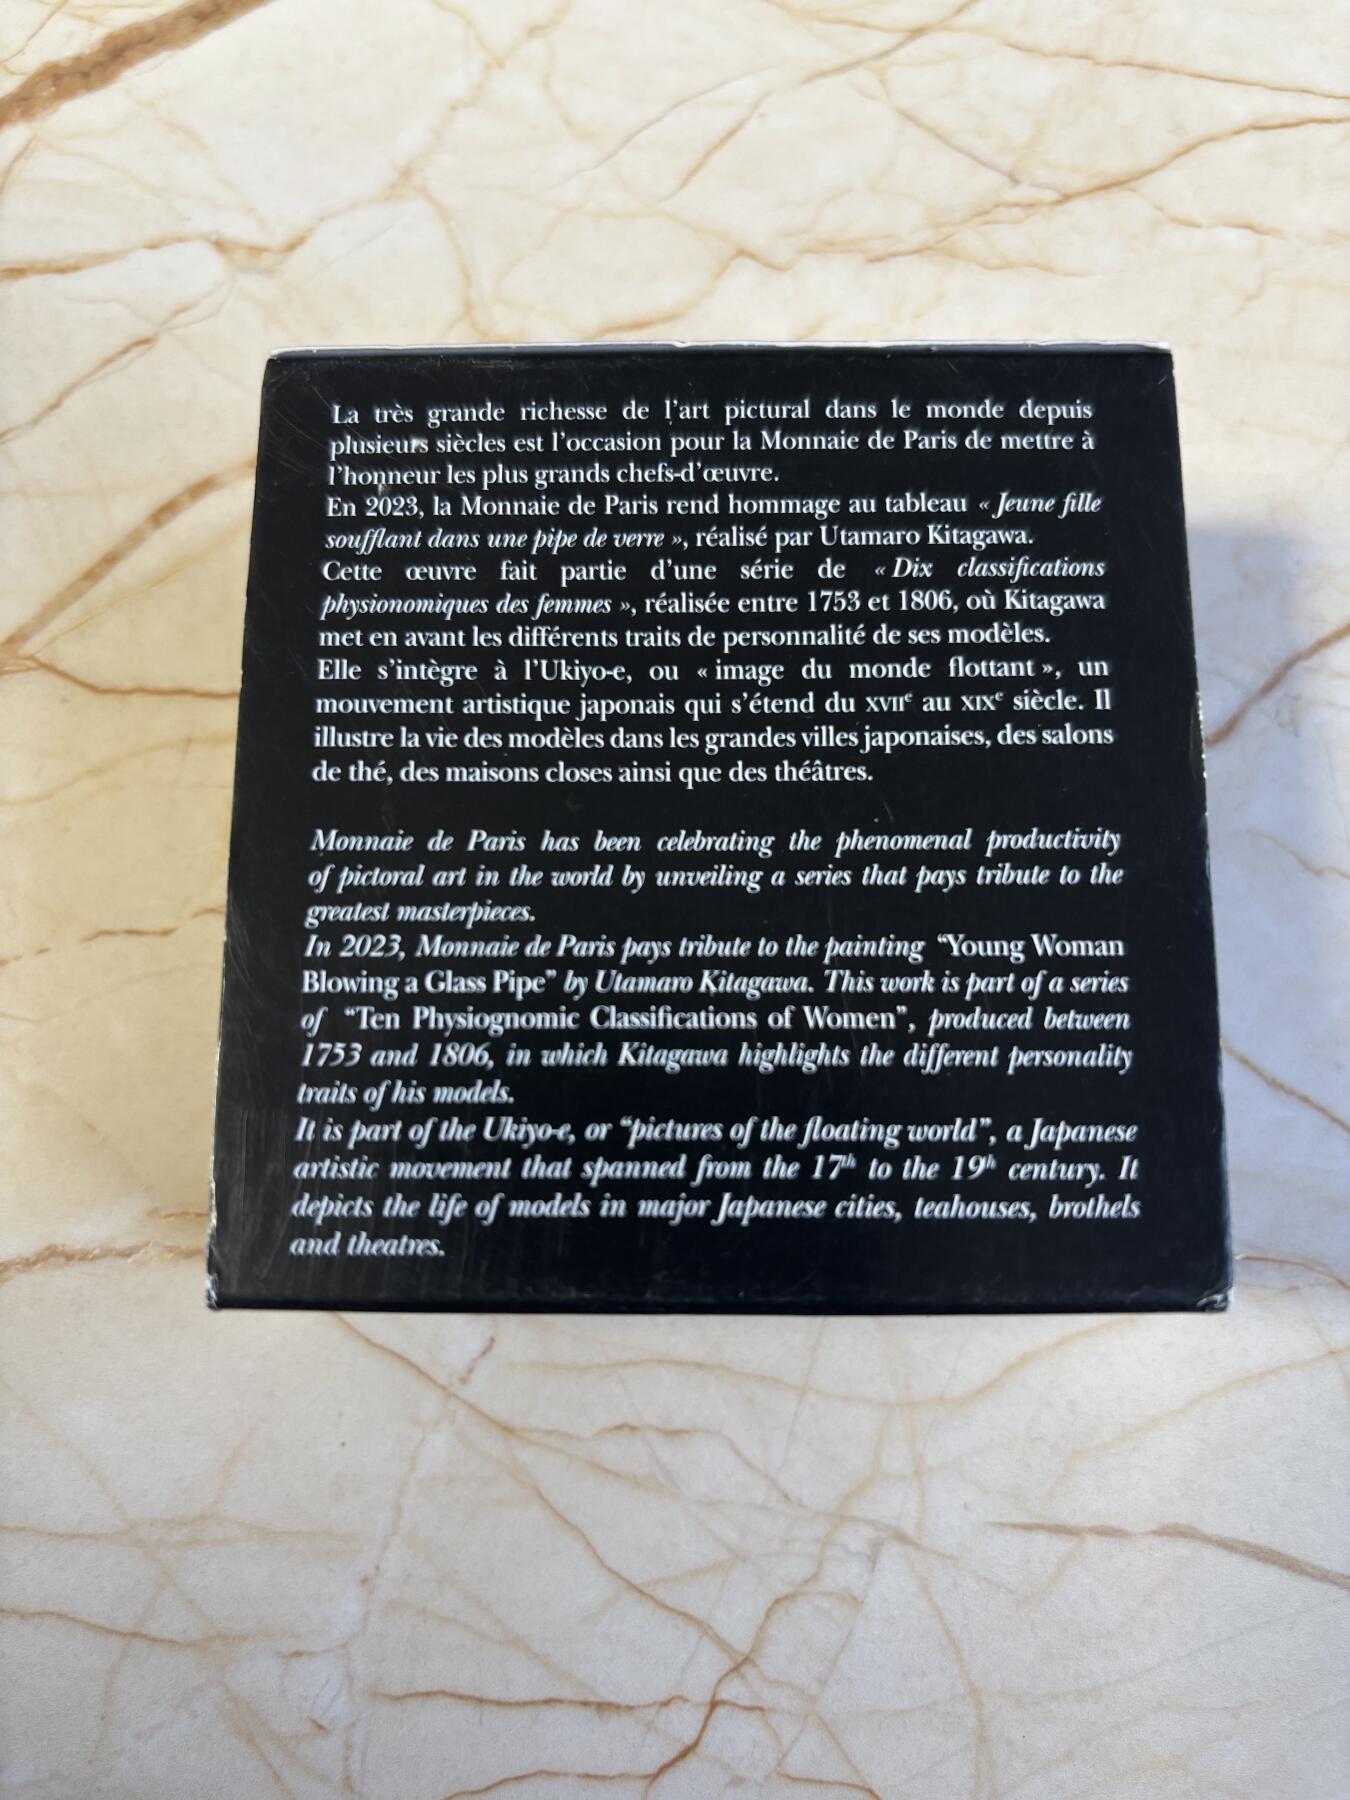 La très grande richesse de l'art pictural dans le monde depuis
plusieurs siècles est l'occasion pour la Monnaie de Paris de mettre à
l'honneur les plus grands chefs-d'œuvre.
En 2023, la Monnaie de Paris rend hommage au tableau « Jeune fille
soufflant dans une pipe de verre », réalisé par Utamaro Kitagawa.
Cette œuvre fait partie d'une série de « Dix classifications
physionomiques des femmes », réalisée entre 1753 et 1806, où Kitagawa
met en avant les différents traits de personnalité de ses modèles.
Elle s'intègre à l'Ukiyo-e, ou « image du monde flottant », un
mouvement artistique japonais qui s'étend du XVIIe au XIXe siècle. Il
illustre la vie des modèles dans les grandes villes japonaises, des salons
de thé, des maisons closes ainsi que des théâtres.
Monnaie de Paris has been celebrating the phenomenal productivity
of pictoral art in the world by unveiling a series that pays tribute to the
greatest masterpieces.
In 2023, Monnaie de Paris pays tribute to the painting “Young Woman
Blowing a Glass Pipe” by Utamaro Kitagawa. This work is part of a series
of “Ten Physiognomic Classifications of Women”, produced between
1753 and 1806, in which Kitagawa highlights the different personality
traits of his models.
It is part of the Ukiyo-e, or “pictures of the floating world”, a Japanese
artistic movement that spanned from the 17th to the 19th century. It
depicts the life of models in major Japanese cities, teahouses, brothels
and theatres.